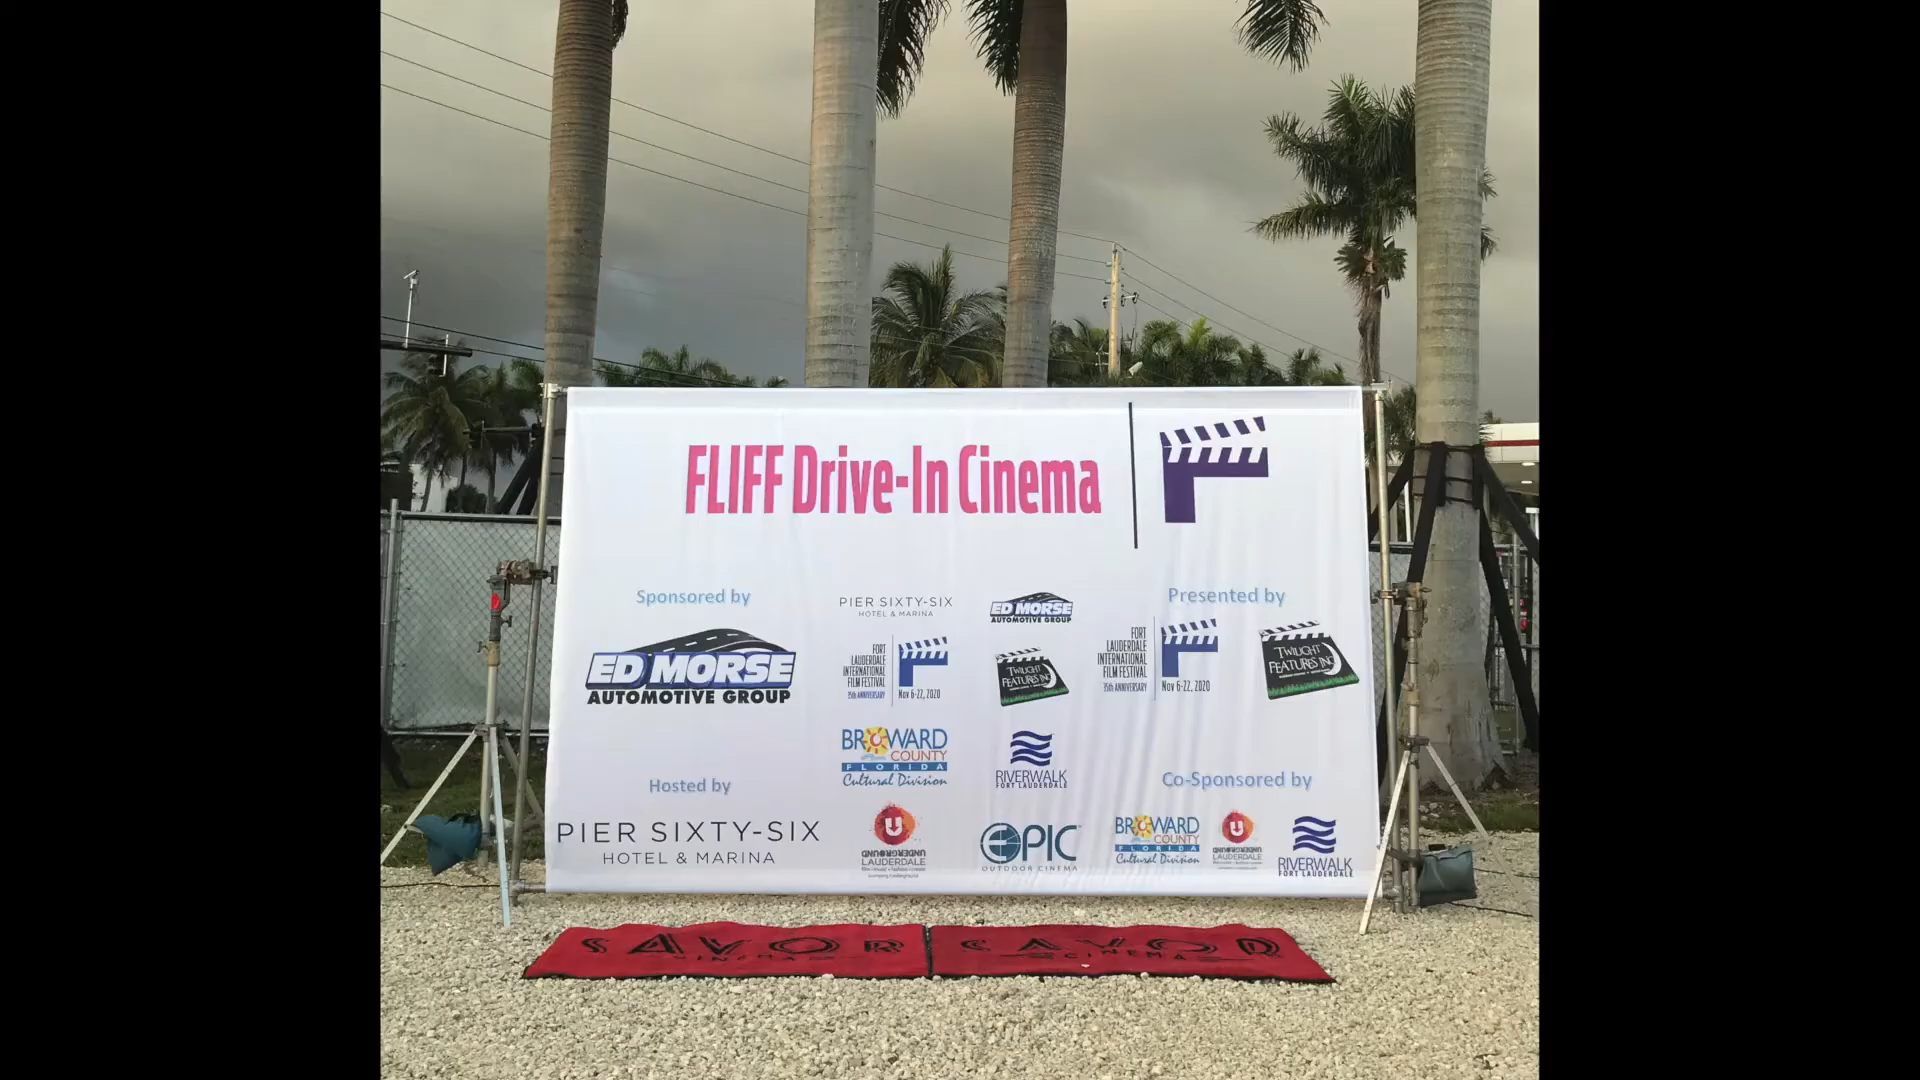 FLIFF Drive-In Cinema
Sponsored by
ED MORSE
AUTOMOTIVE GROUP
Hosted by
PIER SIXTY-SIX
HOTEL & MARINA
PIER SIXTY-SIX
HOTEL & MARINA
ED MORSE
AUTOMOTIVE GROUP
FORT
LAUDERDALE
INTERNATIONAL
FILM FESTIVAL
35th ANNIVERSARY
Nov 6-22, 2020
TWILIGHT
FEATURES INC
BROWARD
COUNTY
FLORIDA
Cultural Division
RIVERWALK
FORT LAUDERDALE
U
UNDERGROUND
LAUDERDALE
EPIC
OUTDOOR CINEMA
Presented by
FORT
LAUDERDALE
INTERNATIONAL
FILM FESTIVAL
35th ANNIVERSARY
Nov 6-22, 2020
TWILIGHT
FEATURES INC
Co-Sponsored by
BROWARD
COUNTY
FLORIDA
Cultural Division
U
UNDERGROUND
LAUDERDALE
RIVERWALK
FORT LAUDERDALE
SAVOR
CINEMA
SAVOR
CINEMA